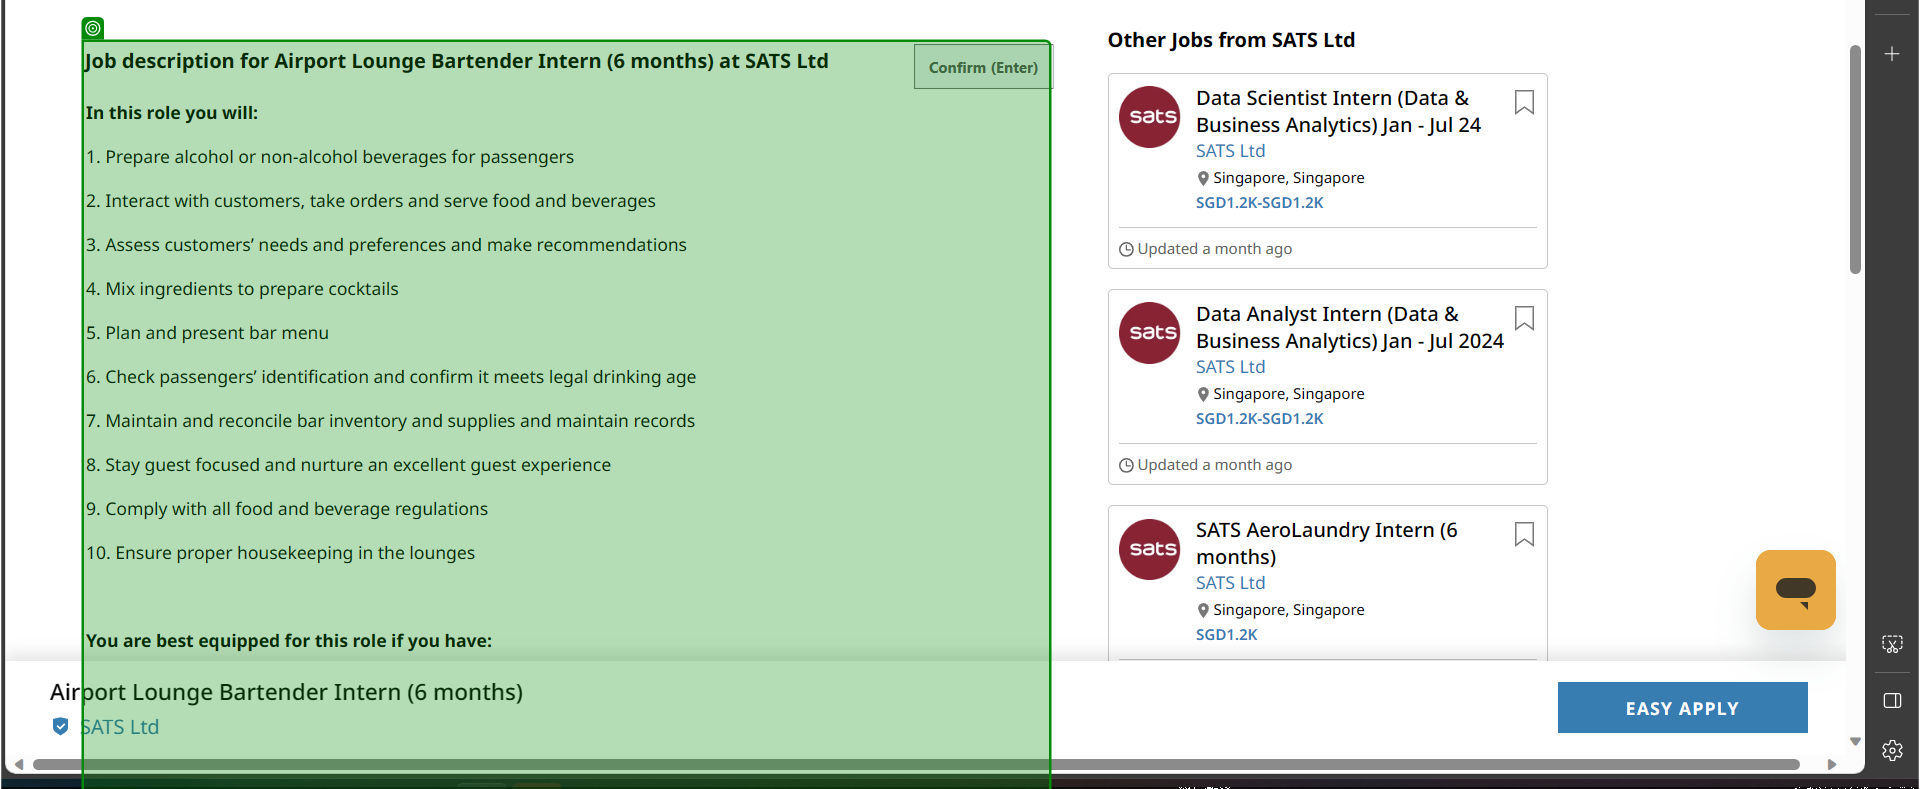 Job description for Airport Lounge Bartender Intern (6 months) at SATS Ltd
Confirm (Enter)
In this role you will:
1. Prepare alcohol or non-alcohol beverages for passengers
2. Interact with customers, take orders and serve food and beverages
3. Assess customers’ needs and preferences and make recommendations
4. Mix ingredients to prepare cocktails
5. Plan and present bar menu
6. Check passengers’ identification and confirm it meets legal drinking age
7. Maintain and reconcile bar inventory and supplies and maintain records
8. Stay guest focused and nurture an excellent guest experience
9. Comply with all food and beverage regulations
10. Ensure proper housekeeping in the lounges
You are best equipped for this role if you have:
Other Jobs from SATS Ltd
sats
Data Scientist Intern (Data &
Business Analytics) Jan - Jul 24
SATS Ltd
Singapore, Singapore
SGD1.2K-SGD1.2K
Updated a month ago
sats
Data Analyst Intern (Data &
Business Analytics) Jan - Jul 2024
SATS Ltd
Singapore, Singapore
SGD1.2K-SGD1.2K
Updated a month ago
sats
SATS AeroLaundry Intern (6
months)
SATS Ltd
Singapore, Singapore
SGD1.2K
Airport Lounge Bartender Intern (6 months)
SATS Ltd
EASY APPLY